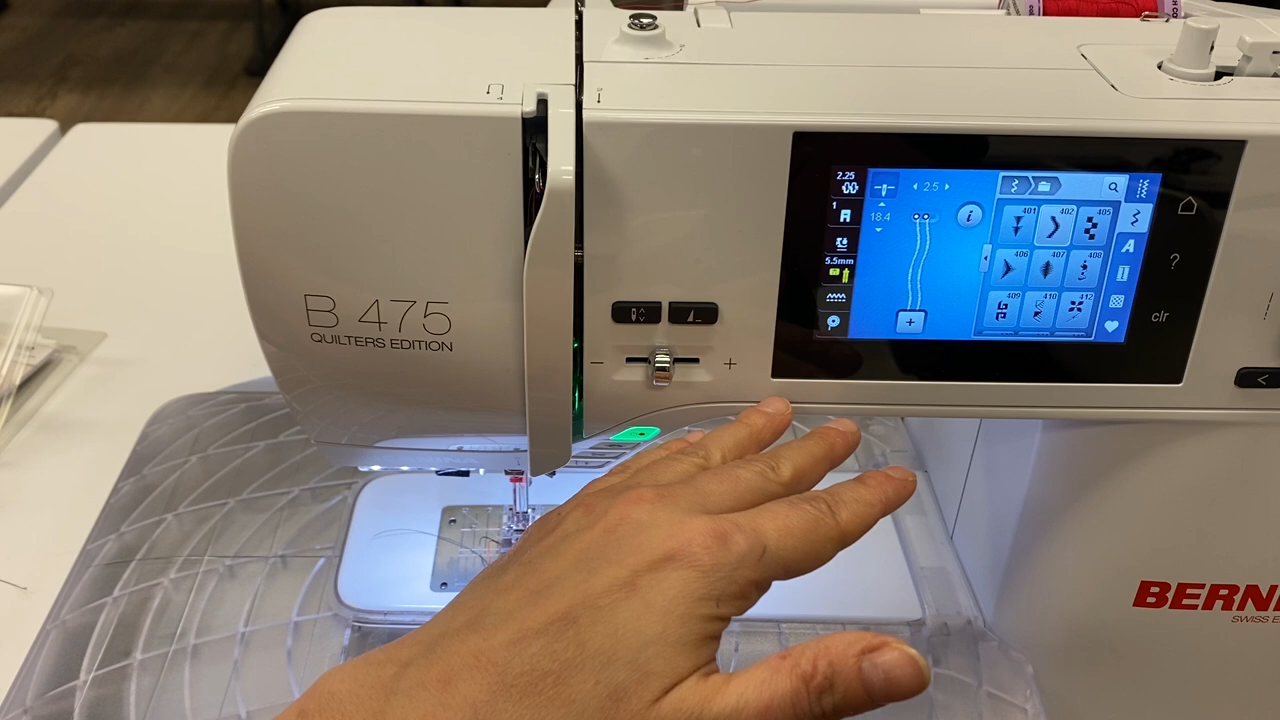 B 475
QUILTERS EDITION
− +
2.25
1
5.5mm
2.5
18.4
i
+
401 402 405
406 407 408
409 410 412
A
?
clr
<
BERN
SWISS E